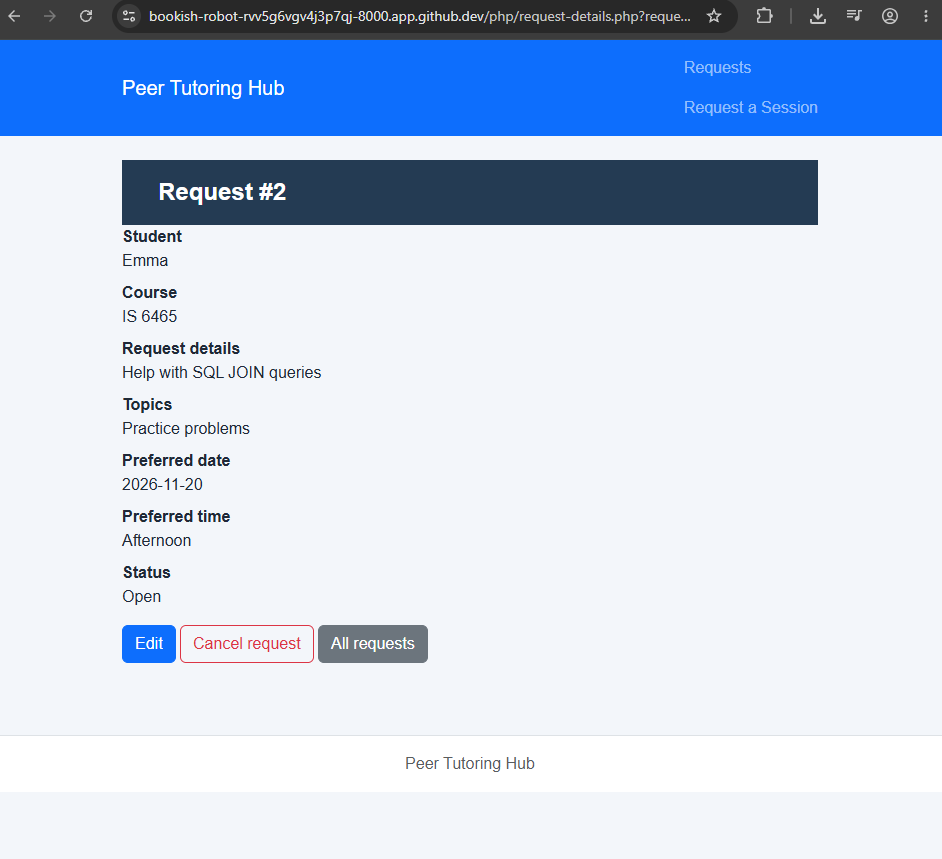 bookish-robot-rvv5g6vgv4j3p7qj-8000.app.github.dev/php/request-details.php?reque...
Peer Tutoring Hub
Requests
Request a Session
Request #2
Student
Emma
Course
IS 6465
Request details
Help with SQL JOIN queries
Topics
Practice problems
Preferred date
2026-11-20
Preferred time
Afternoon
Status
Open
Edit Cancel request All requests
Peer Tutoring Hub